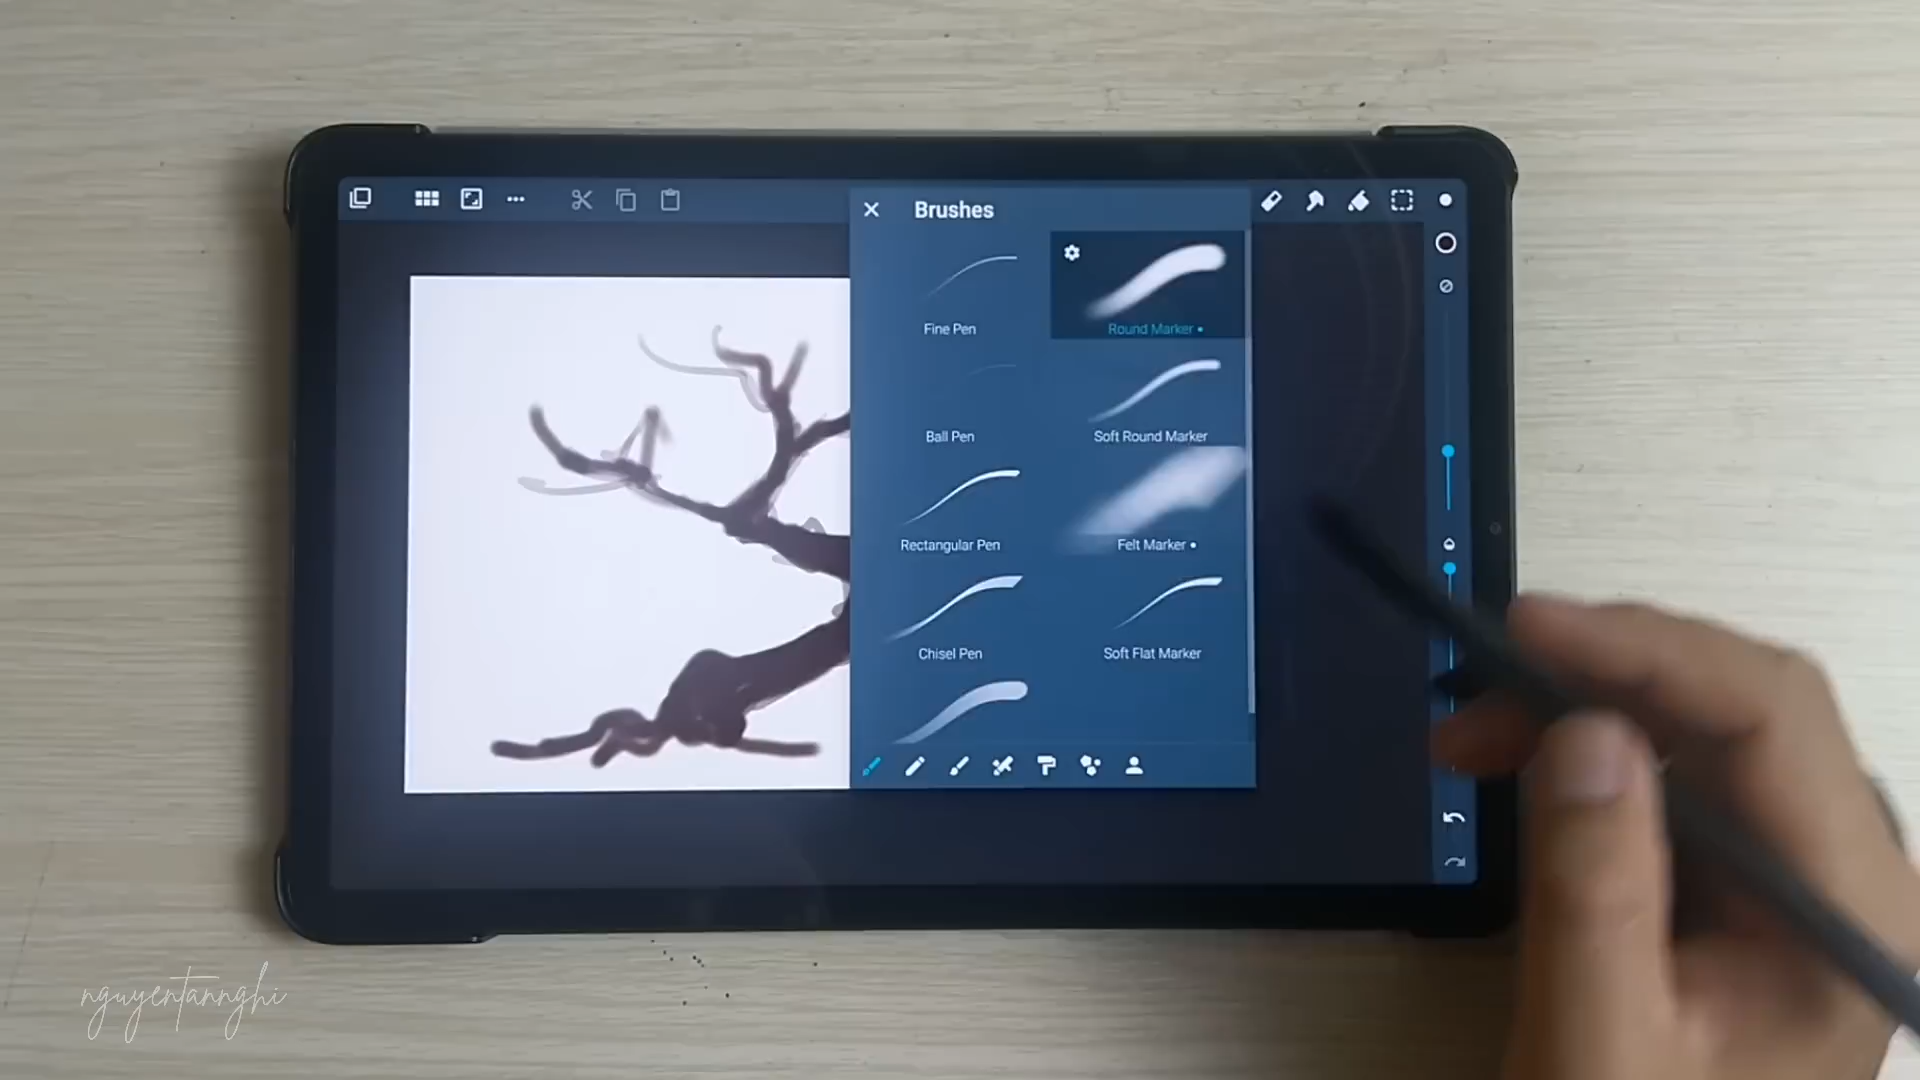 Brushes
Fine Pen
Round Marker •
Ball Pen
Soft Round Marker
Rectangular Pen
Felt Marker •
Chisel Pen
Soft Flat Marker
nguyentannghi